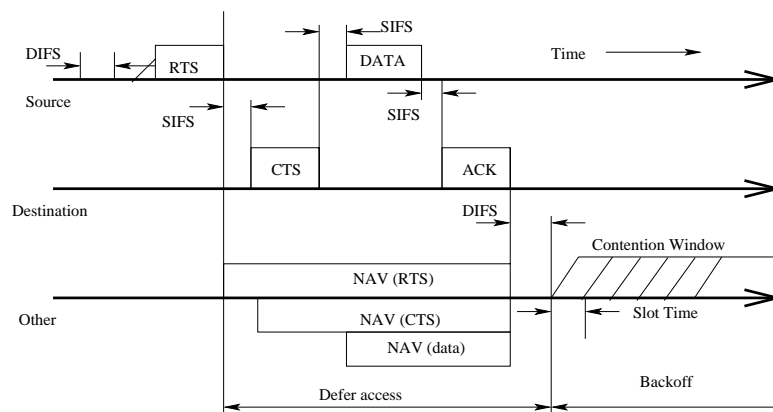 SIFS
DIFS
RTS
DATA
Time
Source
SIFS
SIFS
CTS
ACK
Destination
DIFS
Contention Window
NAV (RTS)
Other
NAV (CTS)
Slot Time
NAV (data)
Defer access
Backoff